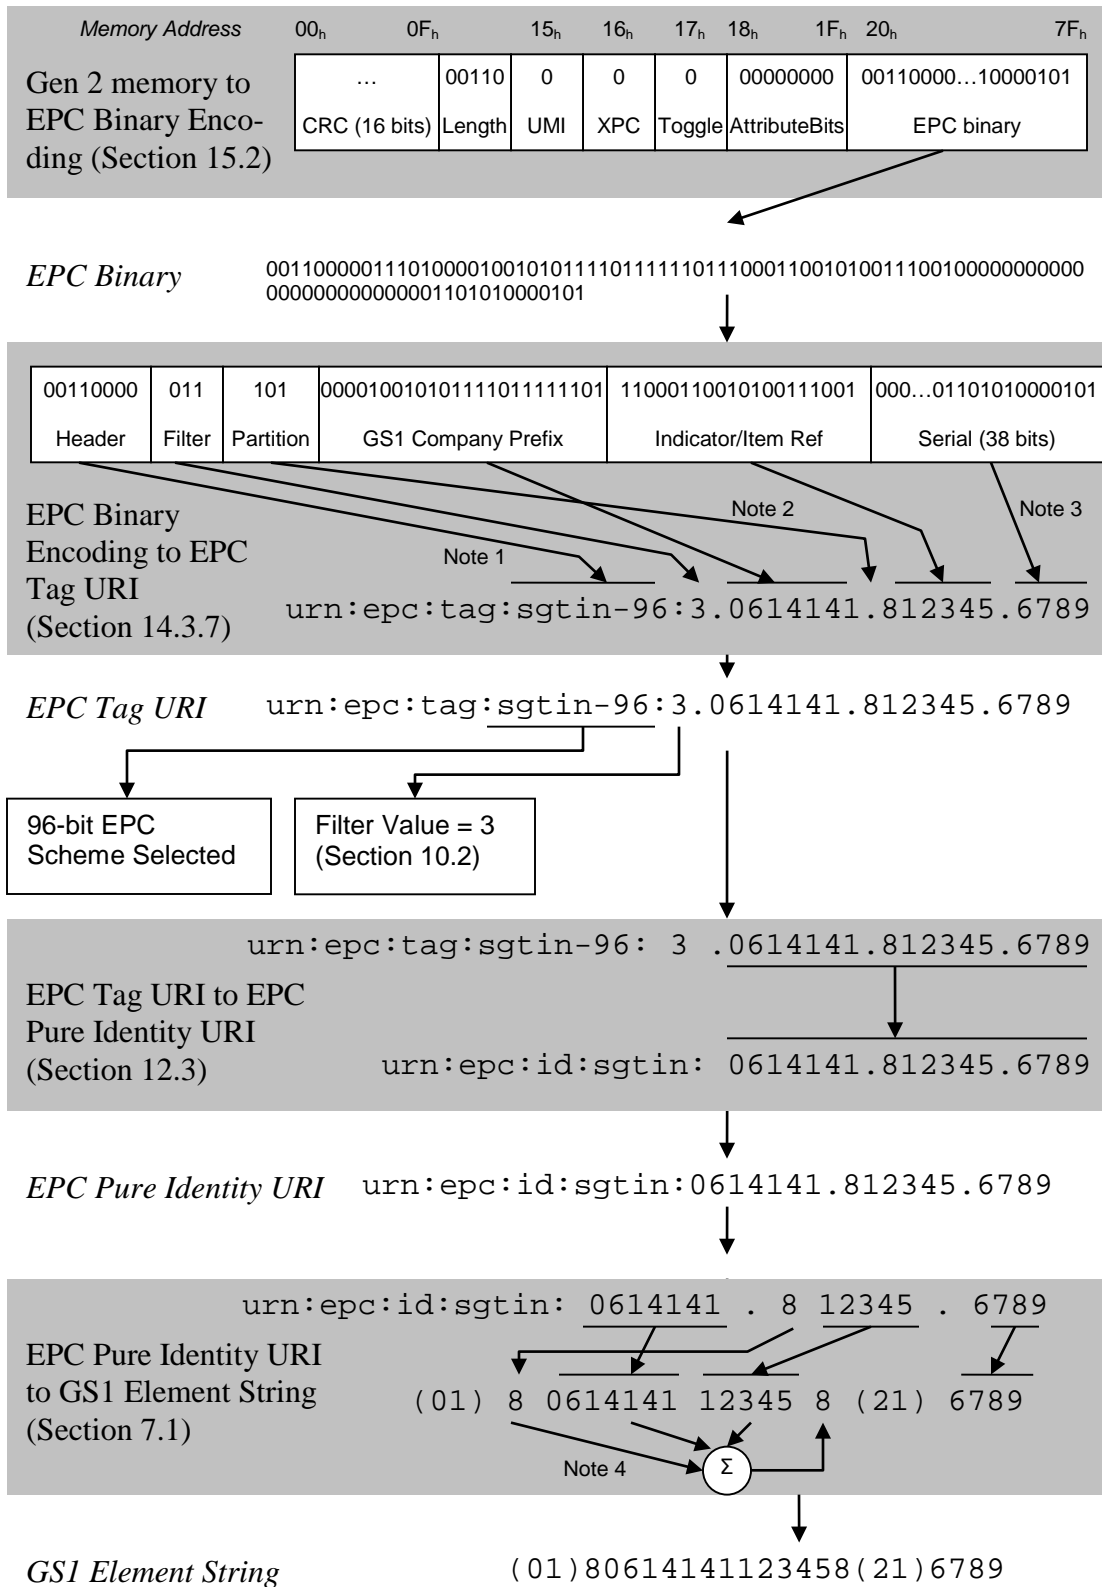 Memory Address 00h 0Fh 15h 16h 17h 18h 1Fh 20h 7Fh
… 00110 0 0 0 00000000 00110000…10000101
CRC (16 bits) Length UMI XPC Toggle AttributeBits EPC binary
Gen 2 memory to
EPC Binary Enco-
ding (Section 15.2)
EPC Binary
001100000111010000100101011110111111011100011001010011100100000000000
000000000000001101010000101
00110000 011 101 000010010101111011111101 11000110010100111001 000…01101010000101
Header Filter Partition GS1 Company Prefix Indicator/Item Ref Serial (38 bits)
Note 1 Note 2 Note 3
EPC Binary
Encoding to EPC
Tag URI
(Section 14.3.7)
urn:epc:tag:sgtin-96:3.0614141.812345.6789
EPC Tag URI urn:epc:tag:sgtin-96:3.0614141.812345.6789
96-bit EPC
Scheme Selected
Filter Value = 3
(Section 10.2)
urn:epc:tag:sgtin-96: 3 .0614141.812345.6789
EPC Tag URI to EPC
Pure Identity URI
(Section 12.3)
urn:epc:id:sgtin: 0614141.812345.6789
EPC Pure Identity URI urn:epc:id:sgtin:0614141.812345.6789
urn:epc:id:sgtin: 0614141 . 8 12345 . 6789
EPC Pure Identity URI
to GS1 Element String
(Section 7.1)
(01) 8 0614141 12345 8 (21) 6789
Note 4 Σ
GS1 Element String (01)80614141123458(21)6789